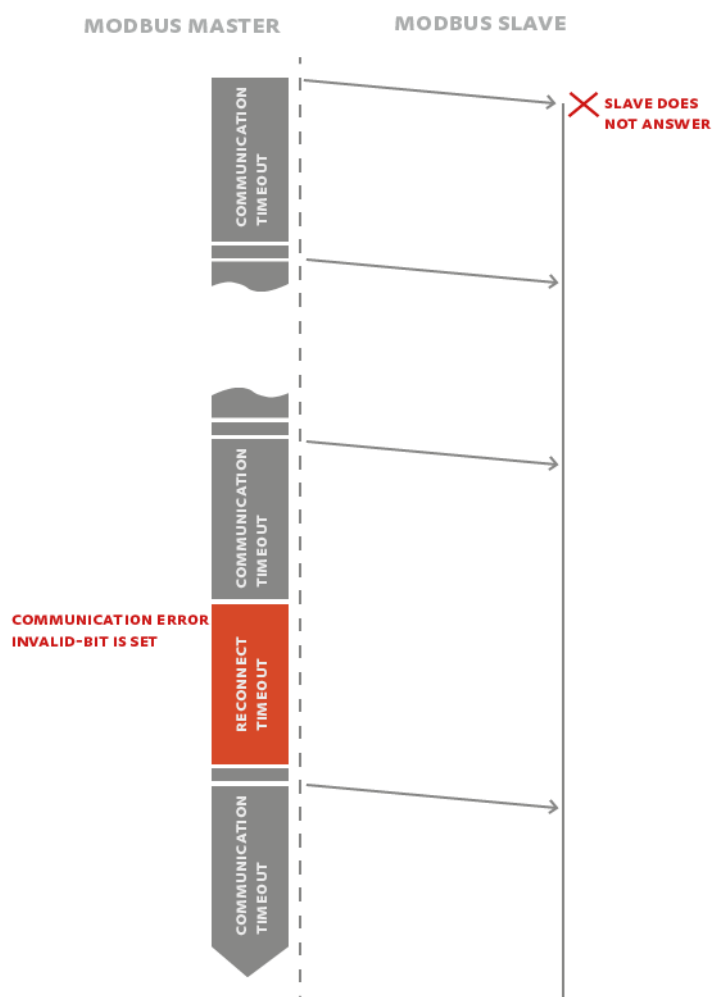 MODBUS MASTER
MODBUS SLAVE
COMMUNICATION
TIMEOUT
SLAVE DOES
NOT ANSWER
COMMUNICATION
TIMEOUT
COMMUNICATION ERROR
INVALID-BIT IS SET
RECONNECT
TIMEOUT
COMMUNICATION
TIMEOUT